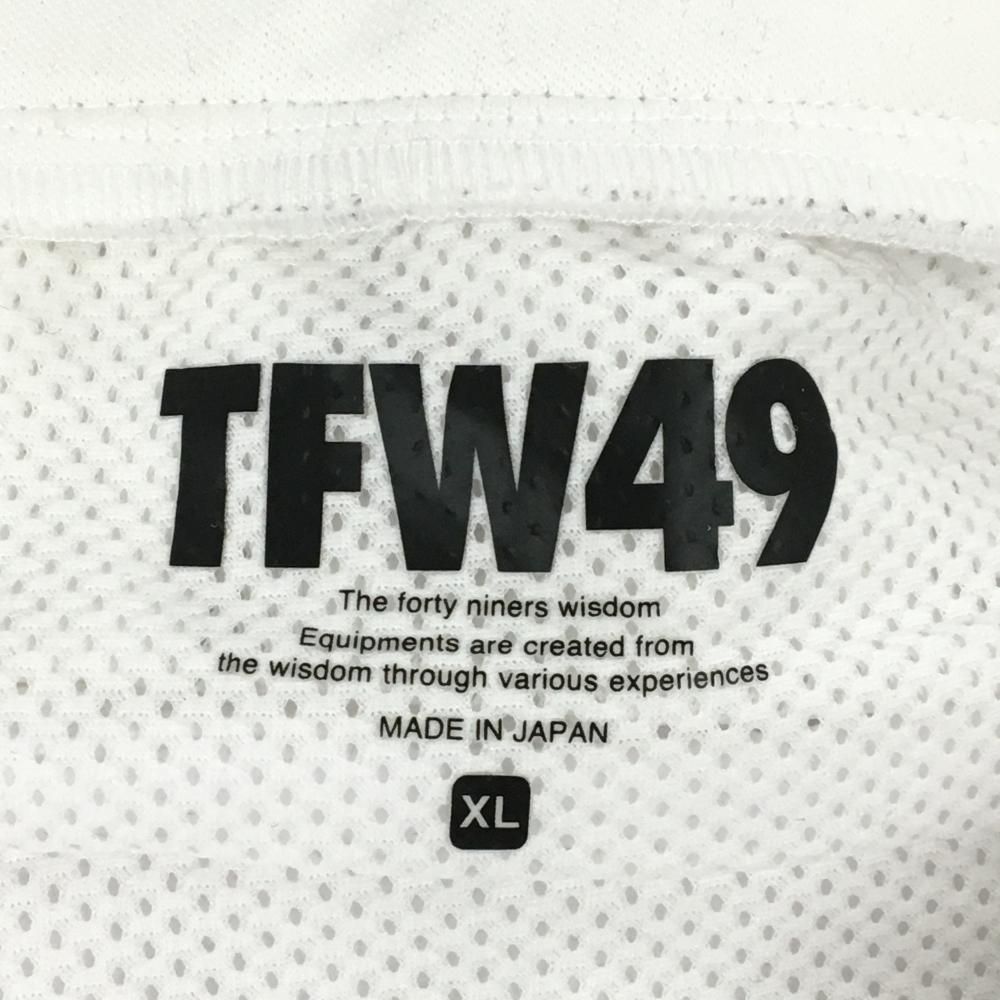 TFW49
The forty niners wisdom
Equipments are created from
the wisdom through various experiences
MADE IN JAPAN
XL